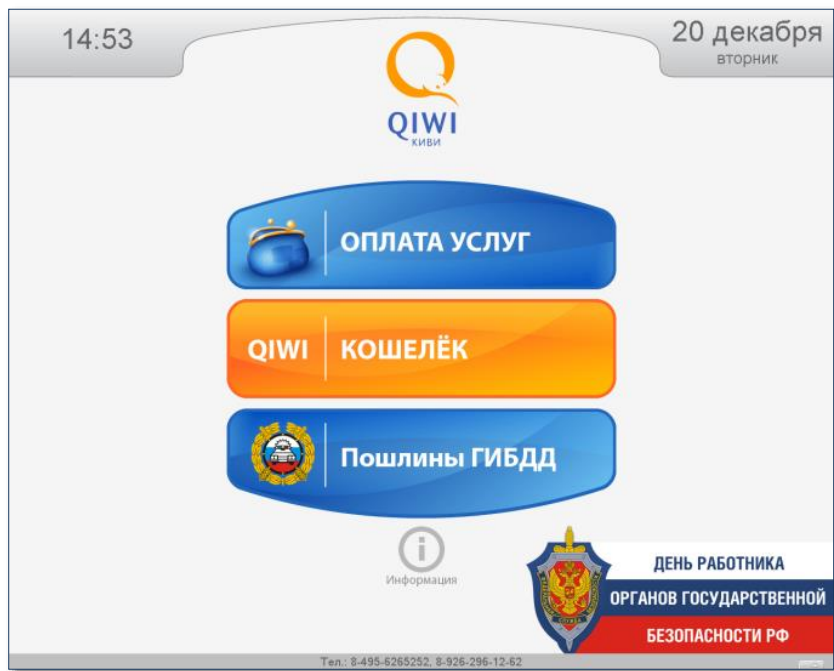 14:53
20 декабря
вторник
QIWI
КИВИ
ОПЛАТА УСЛУГ
QIWI КОШЕЛЁК
Пошлины ГИБДД
Информация
ДЕНЬ РАБОТНИКА
ОРГАНОВ ГОСУДАРСТВЕННОЙ
БЕЗОПАСНОСТИ РФ
Тел.: 8-495-6265252, 8-926-296-12-62